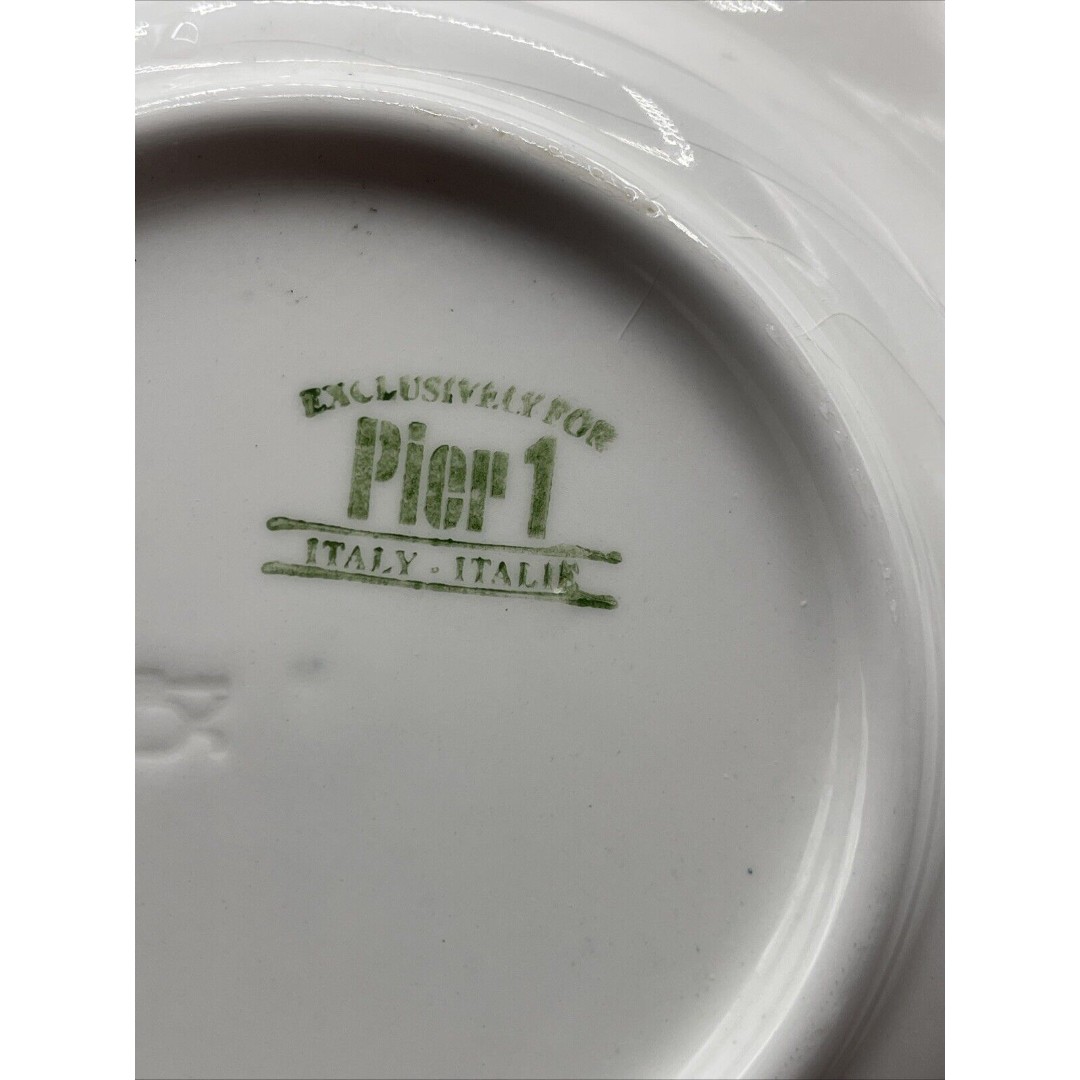 EXCLUSIVELY FOR
Pier 1
ITALY · ITALIE